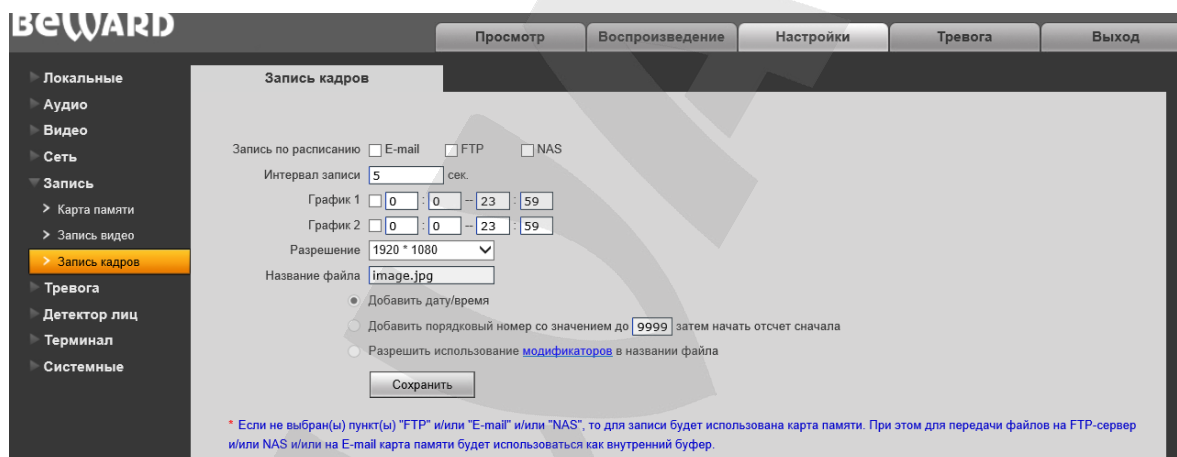 BEWARD
Просмотр Воспроизведение Настройки Тревога Выход
Локальные
Аудио
Видео
Сеть
Запись
Карта памяти
Запись видео
Запись кадров
Тревога
Детектор лиц
Терминал
Системные
Запись кадров
Запись по расписанию E-mail FTP NAS
Интервал записи 5 сек.
График 1 0 : 0 -- 23 : 59
График 2 0 : 0 -- 23 : 59
Разрешение 1920 * 1080
Название файла image.jpg
Добавить дату/время
Добавить порядковый номер со значением до 9999 затем начать отсчет сначала
Разрешить использование модификаторов в названии файла
Сохранить
* Если не выбран(ы) пункт(ы) "FTP" и/или "E-mail" и/или "NAS", то для записи будет использована карта памяти. При этом для передачи файлов на FTP-сервер
и/или NAS и/или на E-mail карта памяти будет использоваться как внутренний буфер.